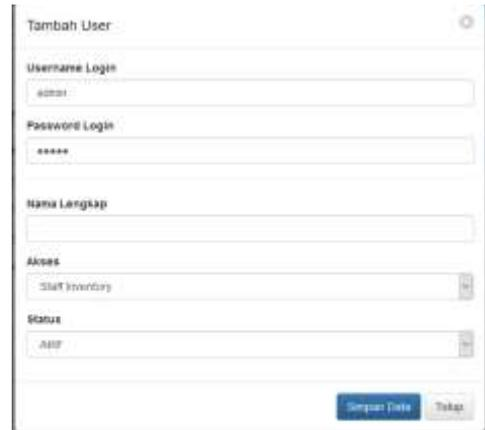 Tambah User
Username Login
admin
Password Login
*****
Nama Lengkap
Akses
Staff Inventory
Status
Aktif
Simpan Data
Tutup